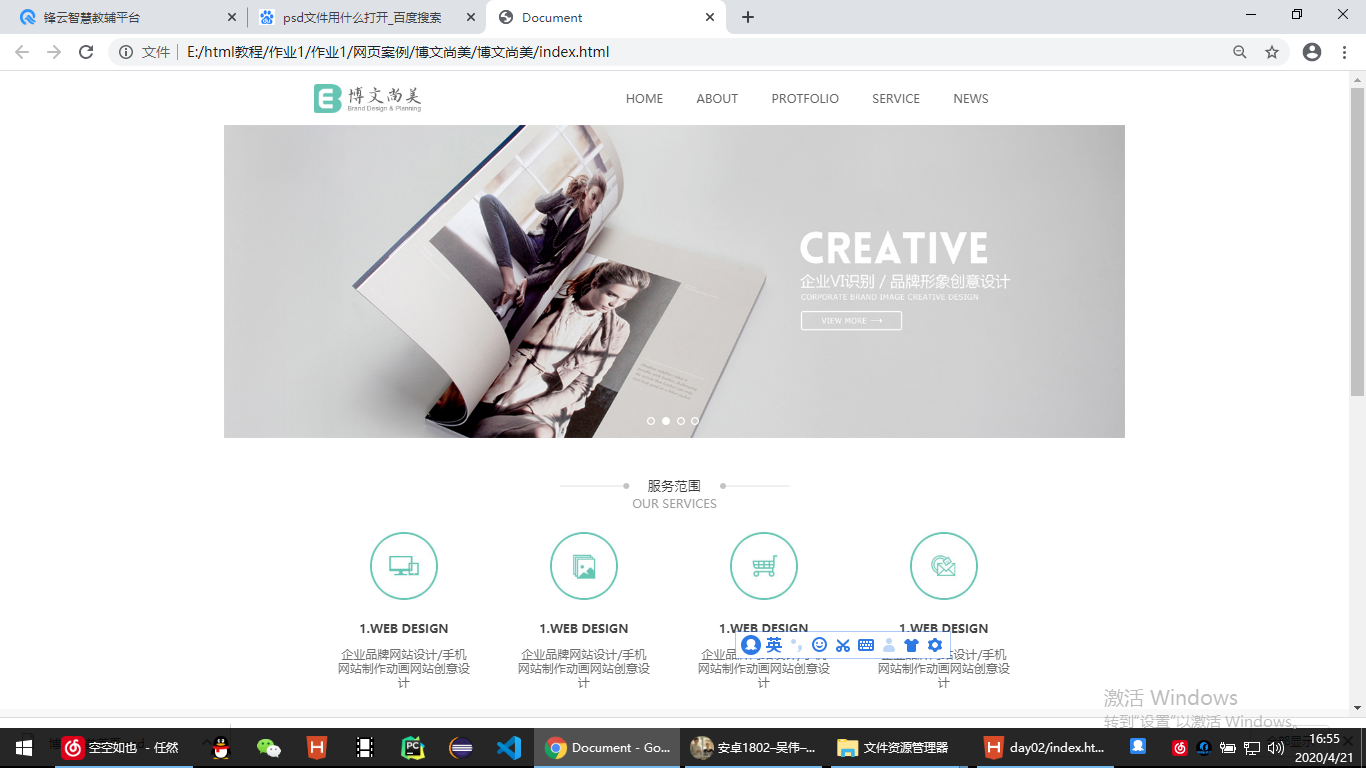 锋云智慧教辅平台
psd文件用什么打开_百度搜索
Document
文件
E:/html教程/作业1/作业1/网页案例/博文尚美/博文尚美/index.html
博文尚美
Brand Design & Planning
HOME
ABOUT
PROTFOLIO
SERVICE
NEWS
CREATIVE
企业VI识别 / 品牌形象创意设计
CORPORATE BRAND IMAGE CREATIVE DESIGN
VIEW MORE
服务范围
OUR SERVICES
1.WEB DESIGN
企业品牌网站设计/手机
网站制作动画网站创意设
计
1.WEB DESIGN
企业品牌网站设计/手机
网站制作动画网站创意设
计
1.WEB DESIGN
网站制作动画网站创意设
计
1.WEB DESIGN
网站制作动画网站创意设
计
英
激活 Windows
转到"设置"以激活 Windows。
空空如也 - 任然
Document - Go...
安卓1802--吴伟--...
文件资源管理器
day02/index.ht...
16:55
2020/4/21